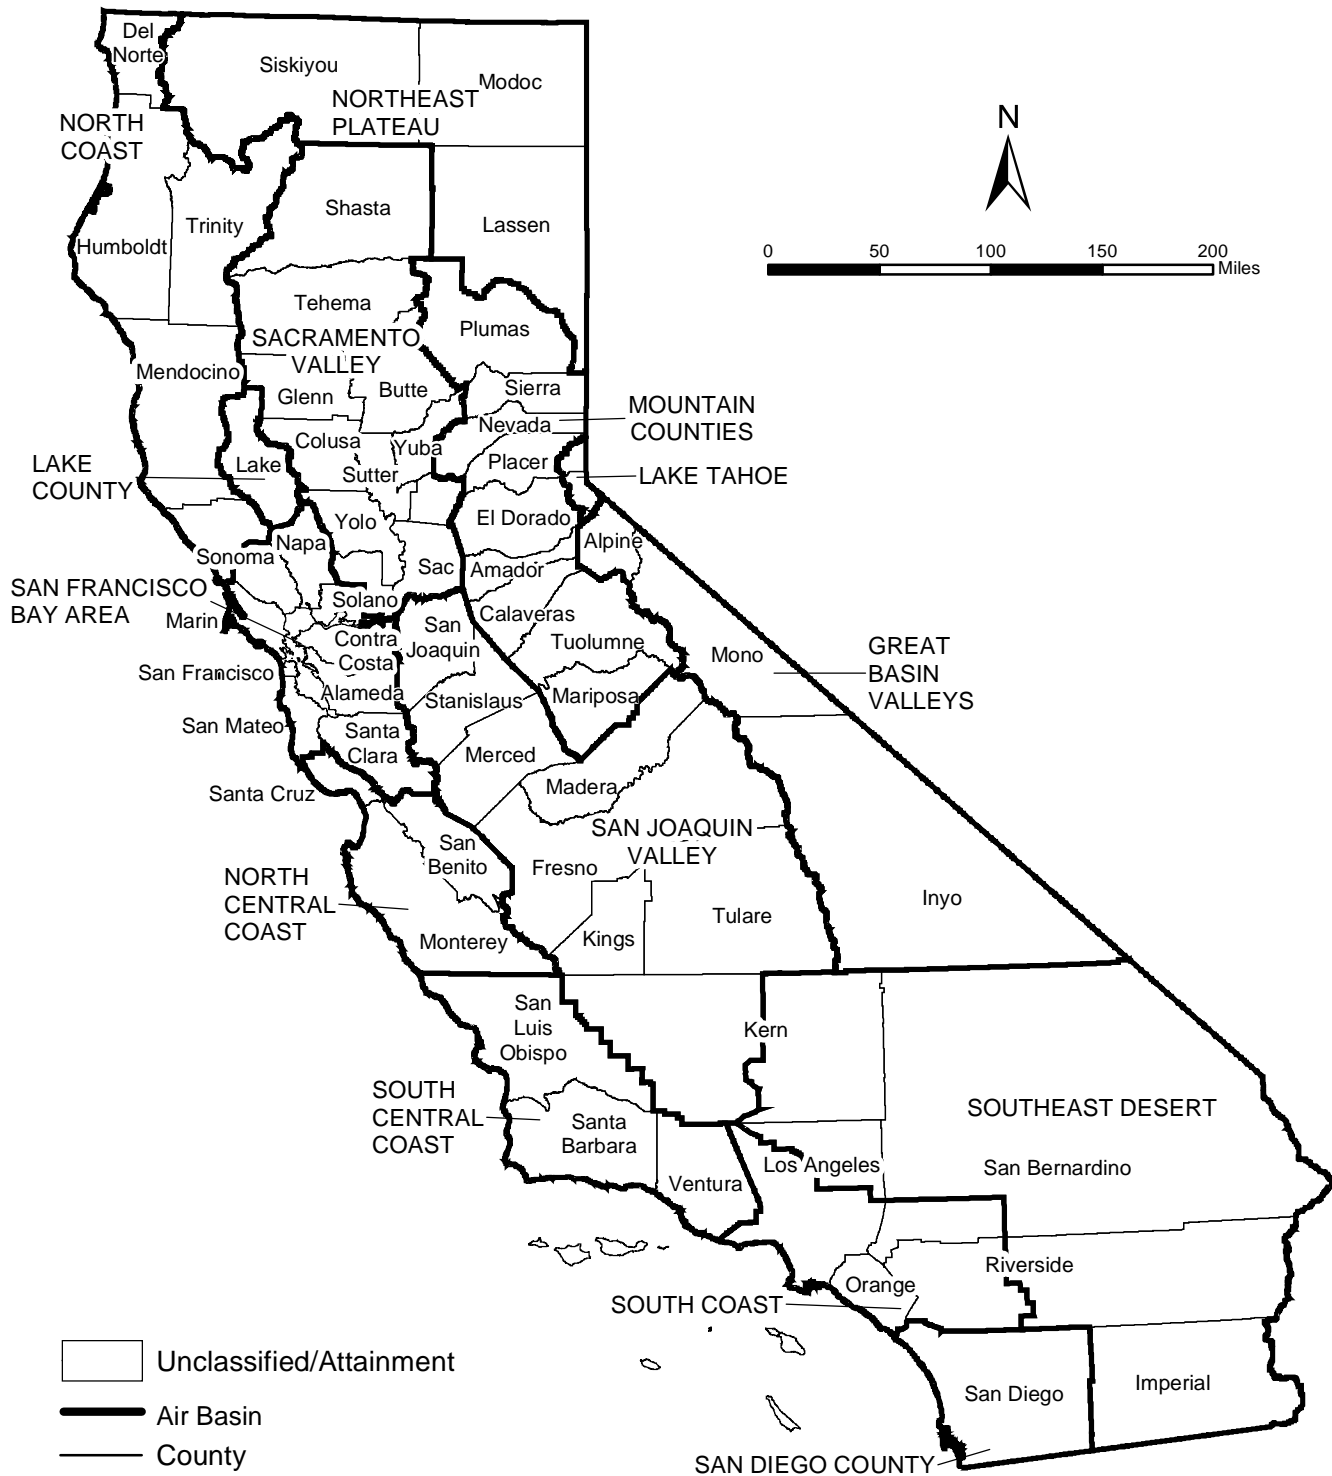 Del
Norte
Siskiyou
Modoc
NORTHEAST
PLATEAU
NORTH
COAST
N
Shasta
Trinity
Lassen
Humboldt
0 50 100 150 200
Miles
Tehema
Plumas
SACRAMENTO
VALLEY
Mendocino
Butte
Sierra
Glenn
MOUNTAIN
COUNTIES
Nevada
Colusa
Yuba
Placer
Lake
LAKE
COUNTY
Sutter
LAKE TAHOE
Yolo
El Dorado
Napa
Alpine
Sonoma
Sac
Amador
SAN FRANCISCO
BAY AREA
Solano
Calaveras
Marin
San
Joaquin
Contra
Costa
Tuolumne
Mono
GREAT
BASIN
VALLEYS
San Francisco
Alameda
Stanislaus
Mariposa
San Mateo
Santa
Clara
Merced
Madera
Santa Cruz
SAN JOAQUIN
VALLEY
San
Benito
Fresno
NORTH
CENTRAL
COAST
Inyo
Tulare
Kings
Monterey
San
Luis
Obispo
Kern
SOUTH
CENTRAL
COAST
SOUTHEAST DESERT
Santa
Barbara
Los Angeles
San Bernardino
Ventura
Riverside
Orange
SOUTH COAST
Unclassified/Attainment
Imperial
San Diego
Air Basin
County
SAN DIEGO COUNTY